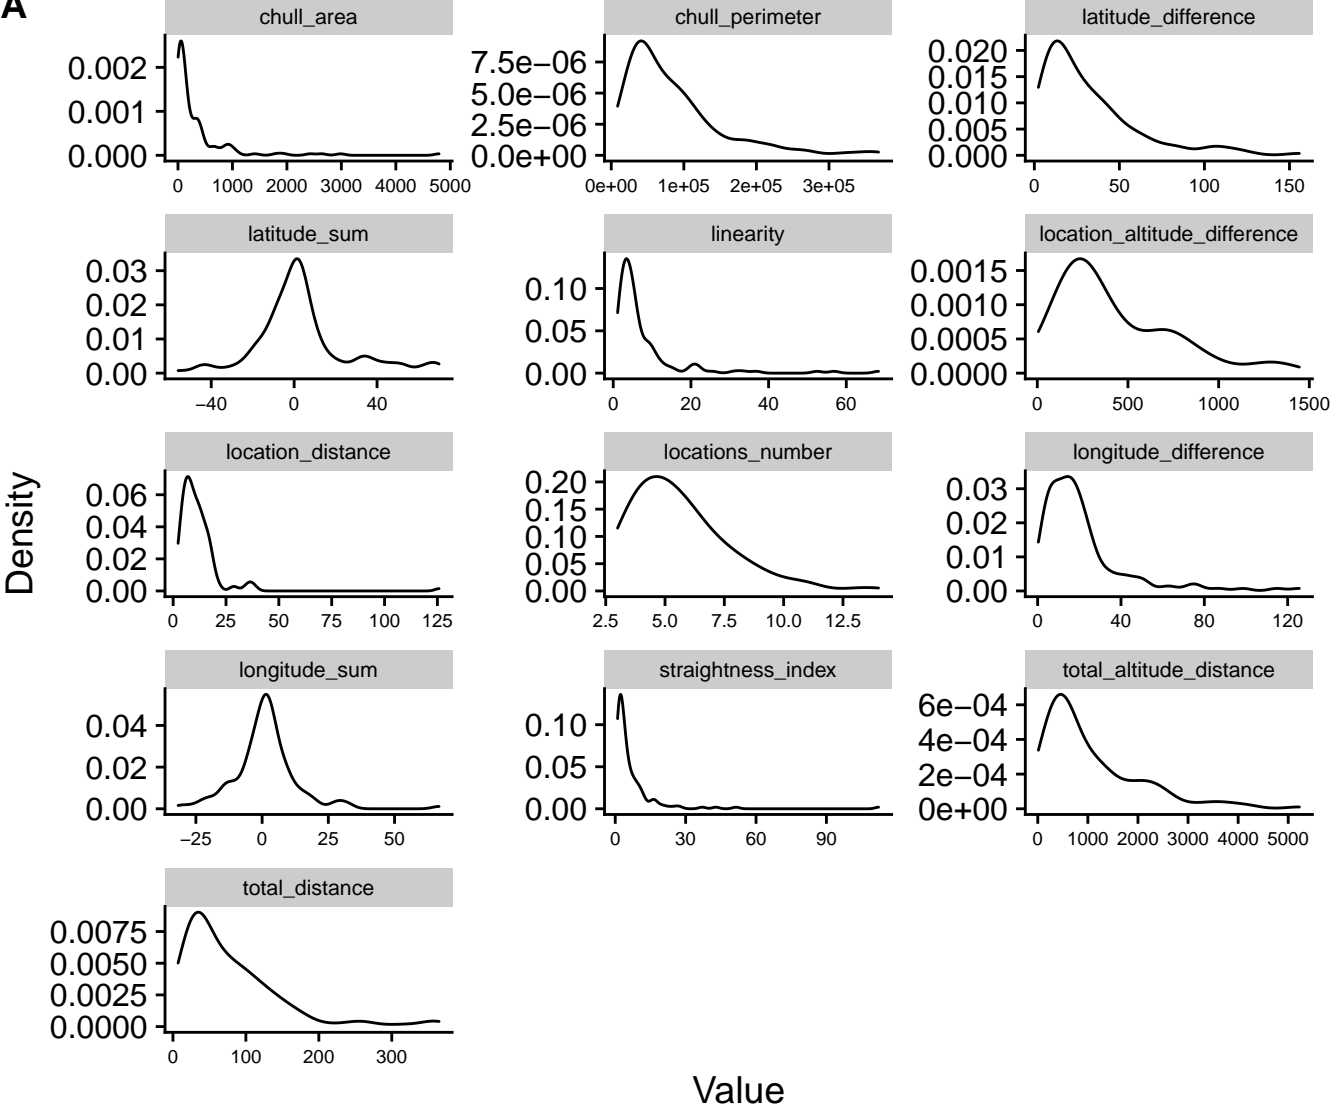 A
chull_area
chull_perimeter
latitude_difference
0.002
0.001
0.000
0 1000 2000 3000 4000 5000
7.5e−06
5.0e−06
2.5e−06
0.0e+00
0e+00 1e+05 2e+05 3e+05
0.020
0.015
0.010
0.005
0.000
0 50 100 150
latitude_sum
linearity
location_altitude_difference
0.03
0.02
0.01
0.00
−40 0 40
0.10
0.05
0.00
0 20 40 60
0.0015
0.0010
0.0005
0.0000
0 500 1000 1500
location_distance
locations_number
longitude_difference
0.06
0.04
0.02
0.00
0 25 50 75 100 125
0.20
0.15
0.10
0.05
0.00
2.5 5.0 7.5 10.0 12.5
0.03
0.02
0.01
0.00
0 40 80 120
longitude_sum
straightness_index
total_altitude_distance
0.04
0.02
0.00
−25 0 25 50
0.10
0.05
0.00
0 30 60 90
6e−04
4e−04
2e−04
0e+00
0 1000 2000 3000 4000 5000
total_distance
0.0075
0.0050
0.0025
0.0000
0 100 200 300
Density
Value